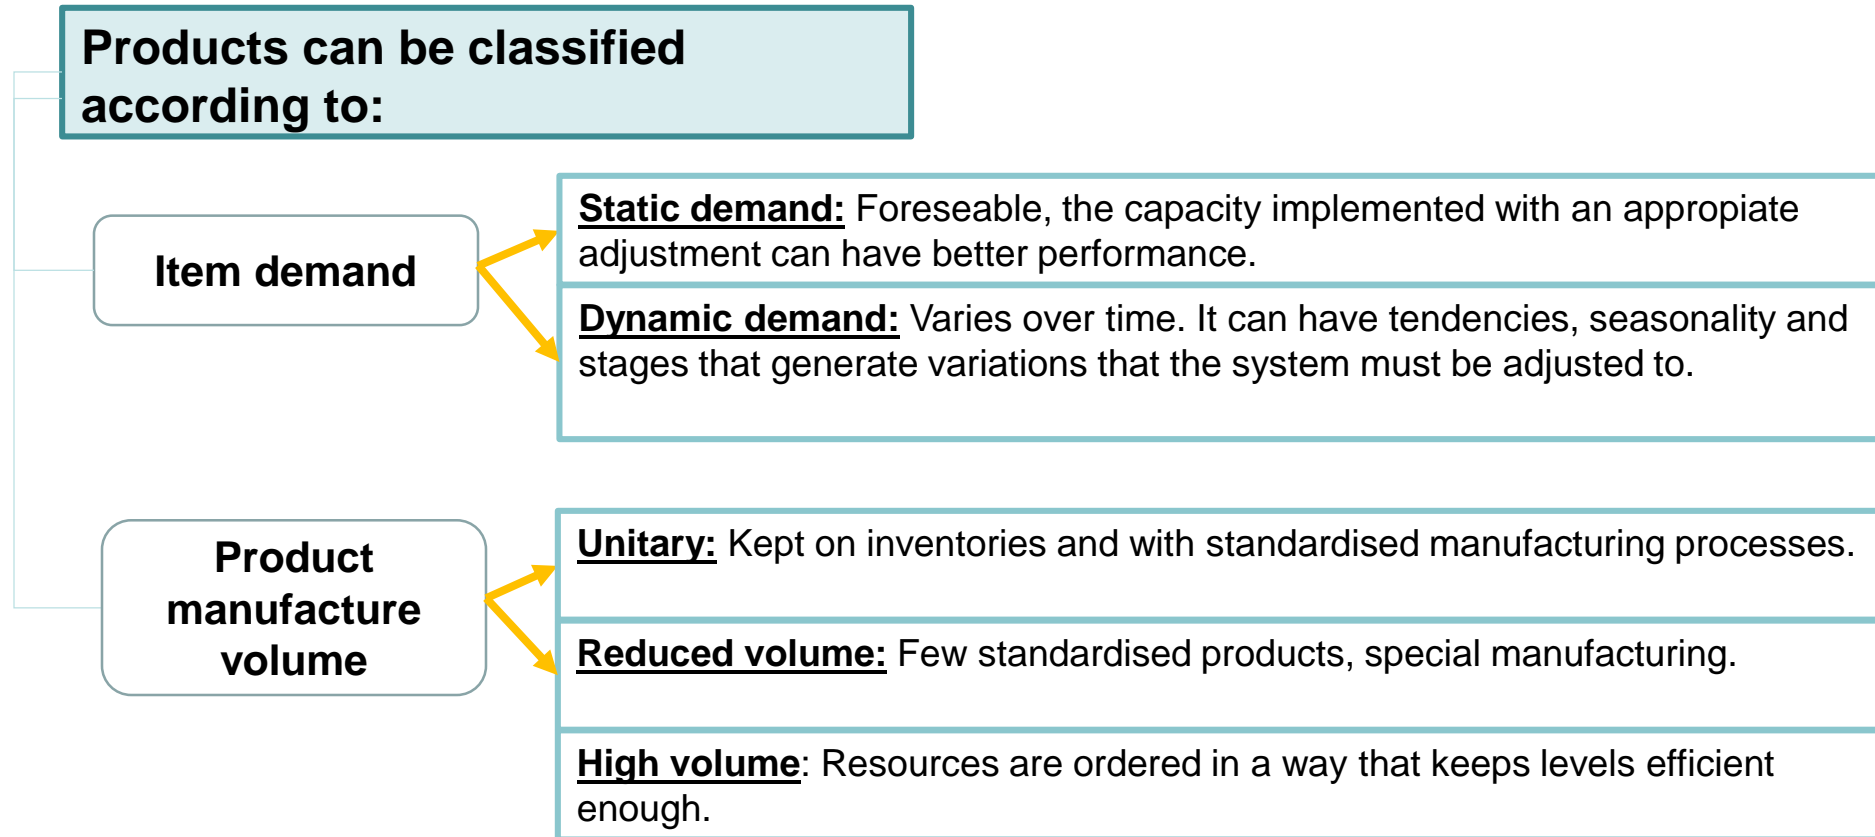 Products can be classified
according to:
Item demand
Static demand: Foreseable, the capacity implemented with an appropiate
adjustment can have better performance.
Dynamic demand: Varies over time. It can have tendencies, seasonality and
stages that generate variations that the system must be adjusted to.
Product
manufacture
volume
Unitary: Kept on inventories and with standardised manufacturing processes.
Reduced volume: Few standardised products, special manufacturing.
High volume: Resources are ordered in a way that keeps levels efficient
enough.